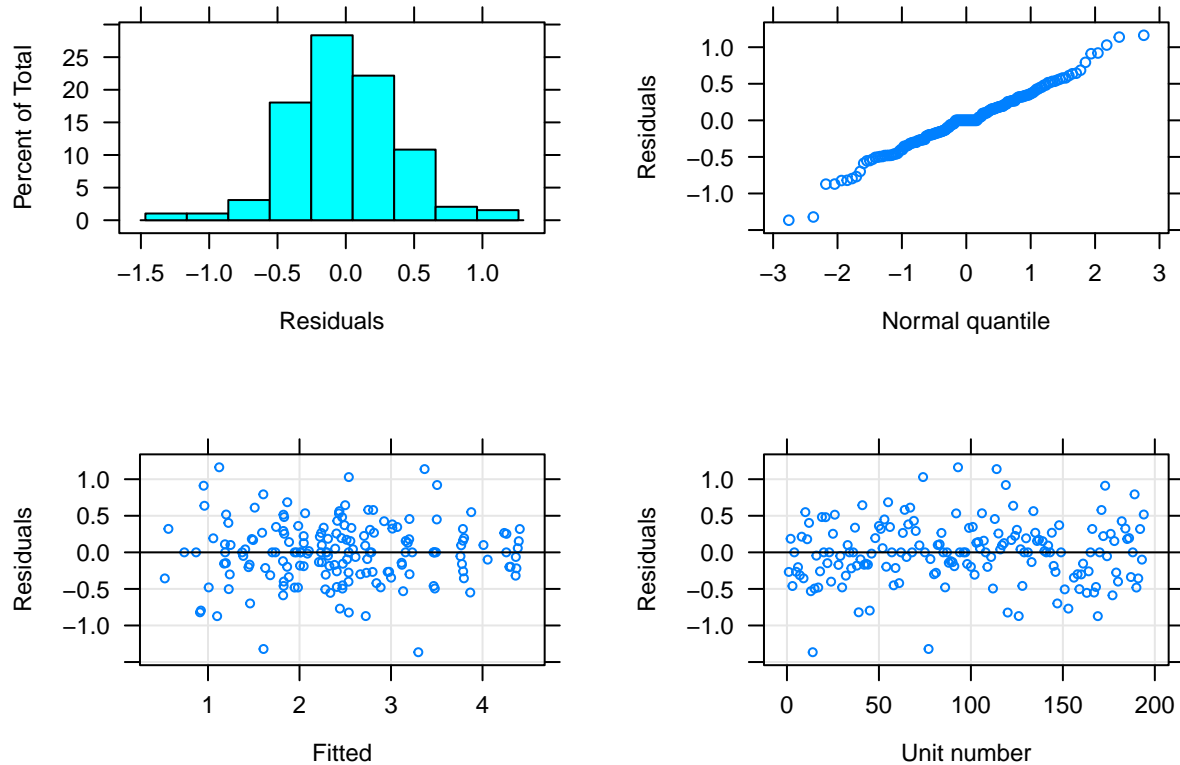 Percent of Total
25
20
15
10
5
0
−1.5 −1.0 −0.5 0.0 0.5 1.0
Residuals
Residuals
1.0
0.5
0.0
−0.5
−1.0
−3 −2 −1 0 1 2 3
Normal quantile
Residuals
1.0
0.5
0.0
−0.5
−1.0
1 2 3 4
Fitted
Residuals
1.0
0.5
0.0
−0.5
−1.0
0 50 100 150 200
Unit number